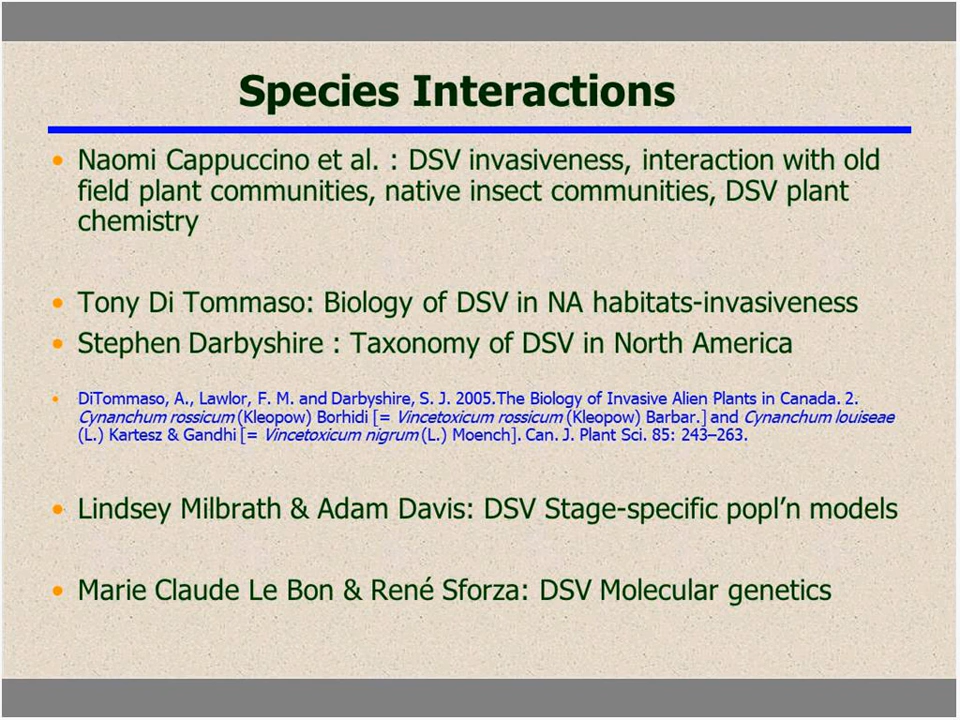 Species Interactions
• Naomi Cappuccino et al. : DSV invasiveness, interaction with old
field plant communities, native insect communities, DSV plant
chemistry
• Tony Di Tommaso: Biology of DSV in NA habitats-invasiveness
• Stephen Darbyshire : Taxonomy of DSV in North America
• DiTommaso, A., Lawlor, F. M. and Darbyshire, S. J. 2005.The Biology of Invasive Alien Plants in Canada. 2.
Cynanchum rossicum (Kleopow) Borhidi [= Vincetoxicum rossicum (Kleopow) Barbar.] and Cynanchum louiseae
(L.) Kartesz & Gandhi [= Vincetoxicum nigrum (L.) Moench]. Can. J. Plant Sci. 85: 243–263.
• Lindsey Milbrath & Adam Davis: DSV Stage-specific popl’n models
• Marie Claude Le Bon & René Sforza: DSV Molecular genetics